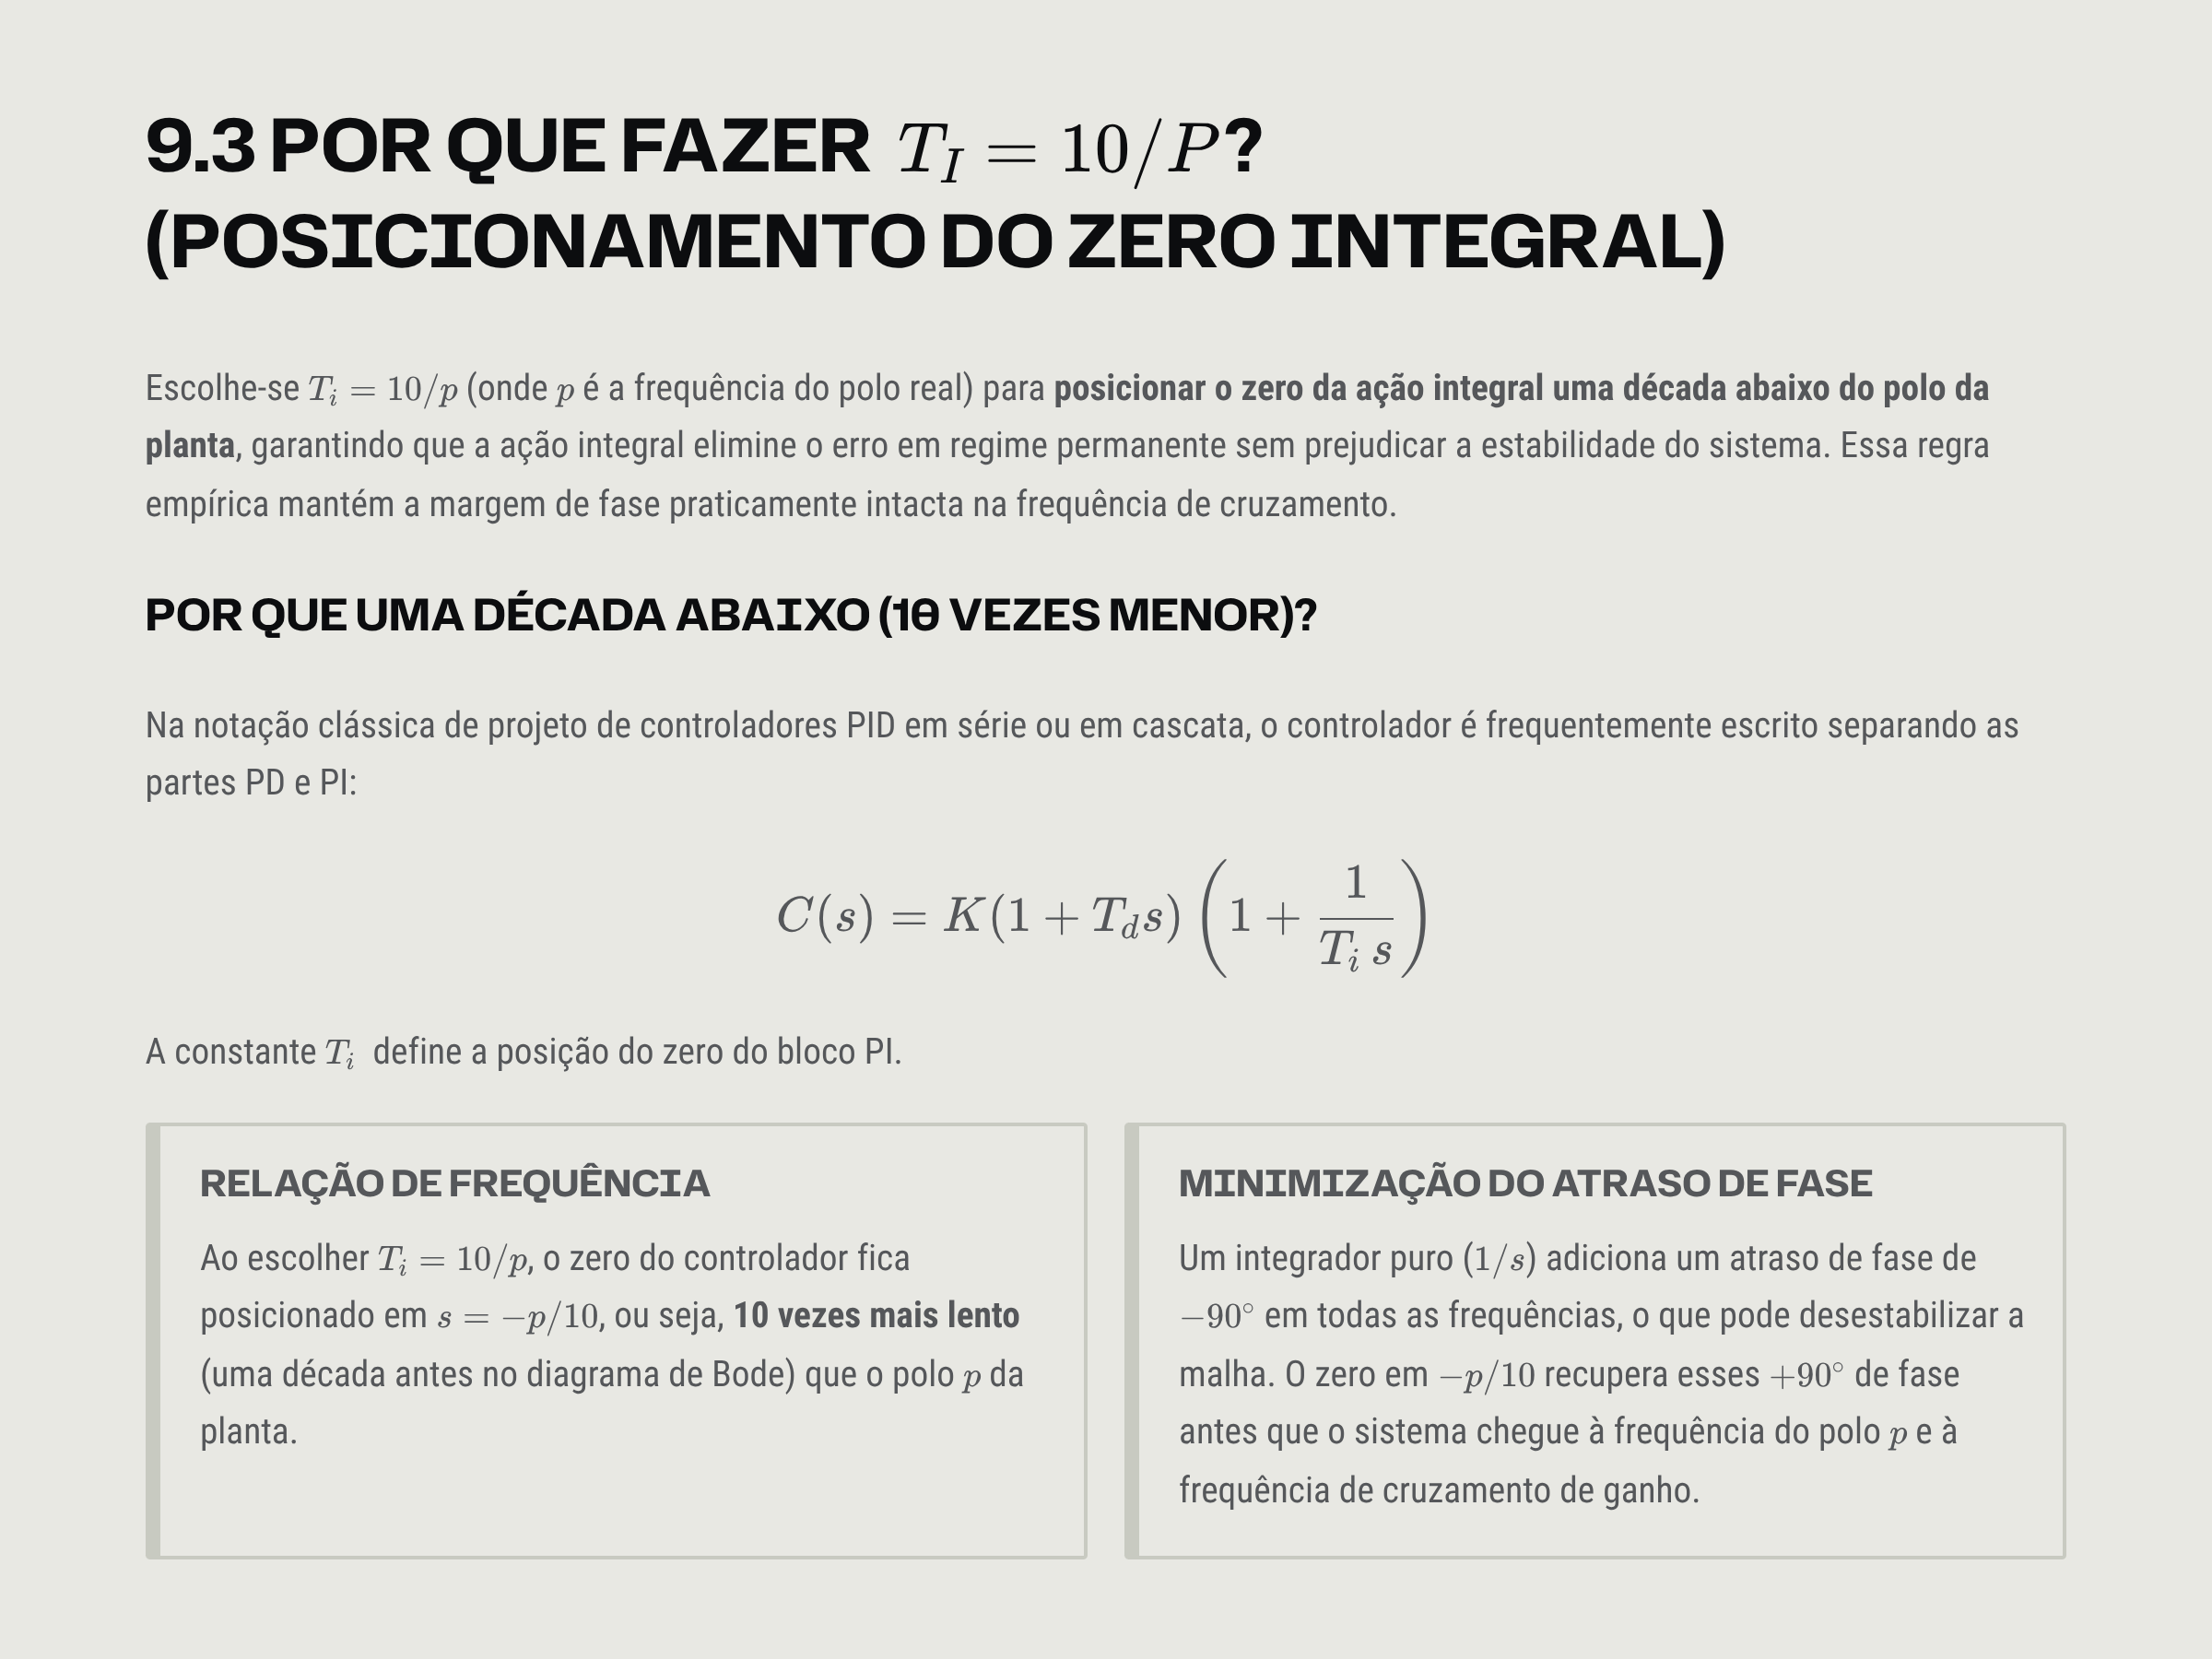 9.3 POR QUE FAZER T_I = 10/P?
(POSICIONAMENTO DO ZERO INTEGRAL)
Escolhe-se T_i = 10/p (onde p é a frequência do polo real) para posicionar o zero da ação integral uma década abaixo do polo da
planta, garantindo que a ação integral elimine o erro em regime permanente sem prejudicar a estabilidade do sistema. Essa regra
empírica mantém a margem de fase praticamente intacta na frequência de cruzamento.
POR QUE UMA DÉCADA ABAIXO (10 VEZES MENOR)?
Na notação clássica de projeto de controladores PID em série ou em cascata, o controlador é frequentemente escrito separando as
partes PD e PI:
C(s) = K(1 + T_d s) (1 + 1/(T_i s))
A constante T_i define a posição do zero do bloco PI.
RELAÇÃO DE FREQUÊNCIA
Ao escolher T_i = 10/p, o zero do controlador fica
posicionado em s = −p/10, ou seja, 10 vezes mais lento
(uma década antes no diagrama de Bode) que o polo p da
planta.
MINIMIZAÇÃO DO ATRASO DE FASE
Um integrador puro (1/s) adiciona um atraso de fase de
−90° em todas as frequências, o que pode desestabilizar a
malha. O zero em −p/10 recupera esses +90° de fase
antes que o sistema chegue à frequência do polo p e à
frequência de cruzamento de ganho.